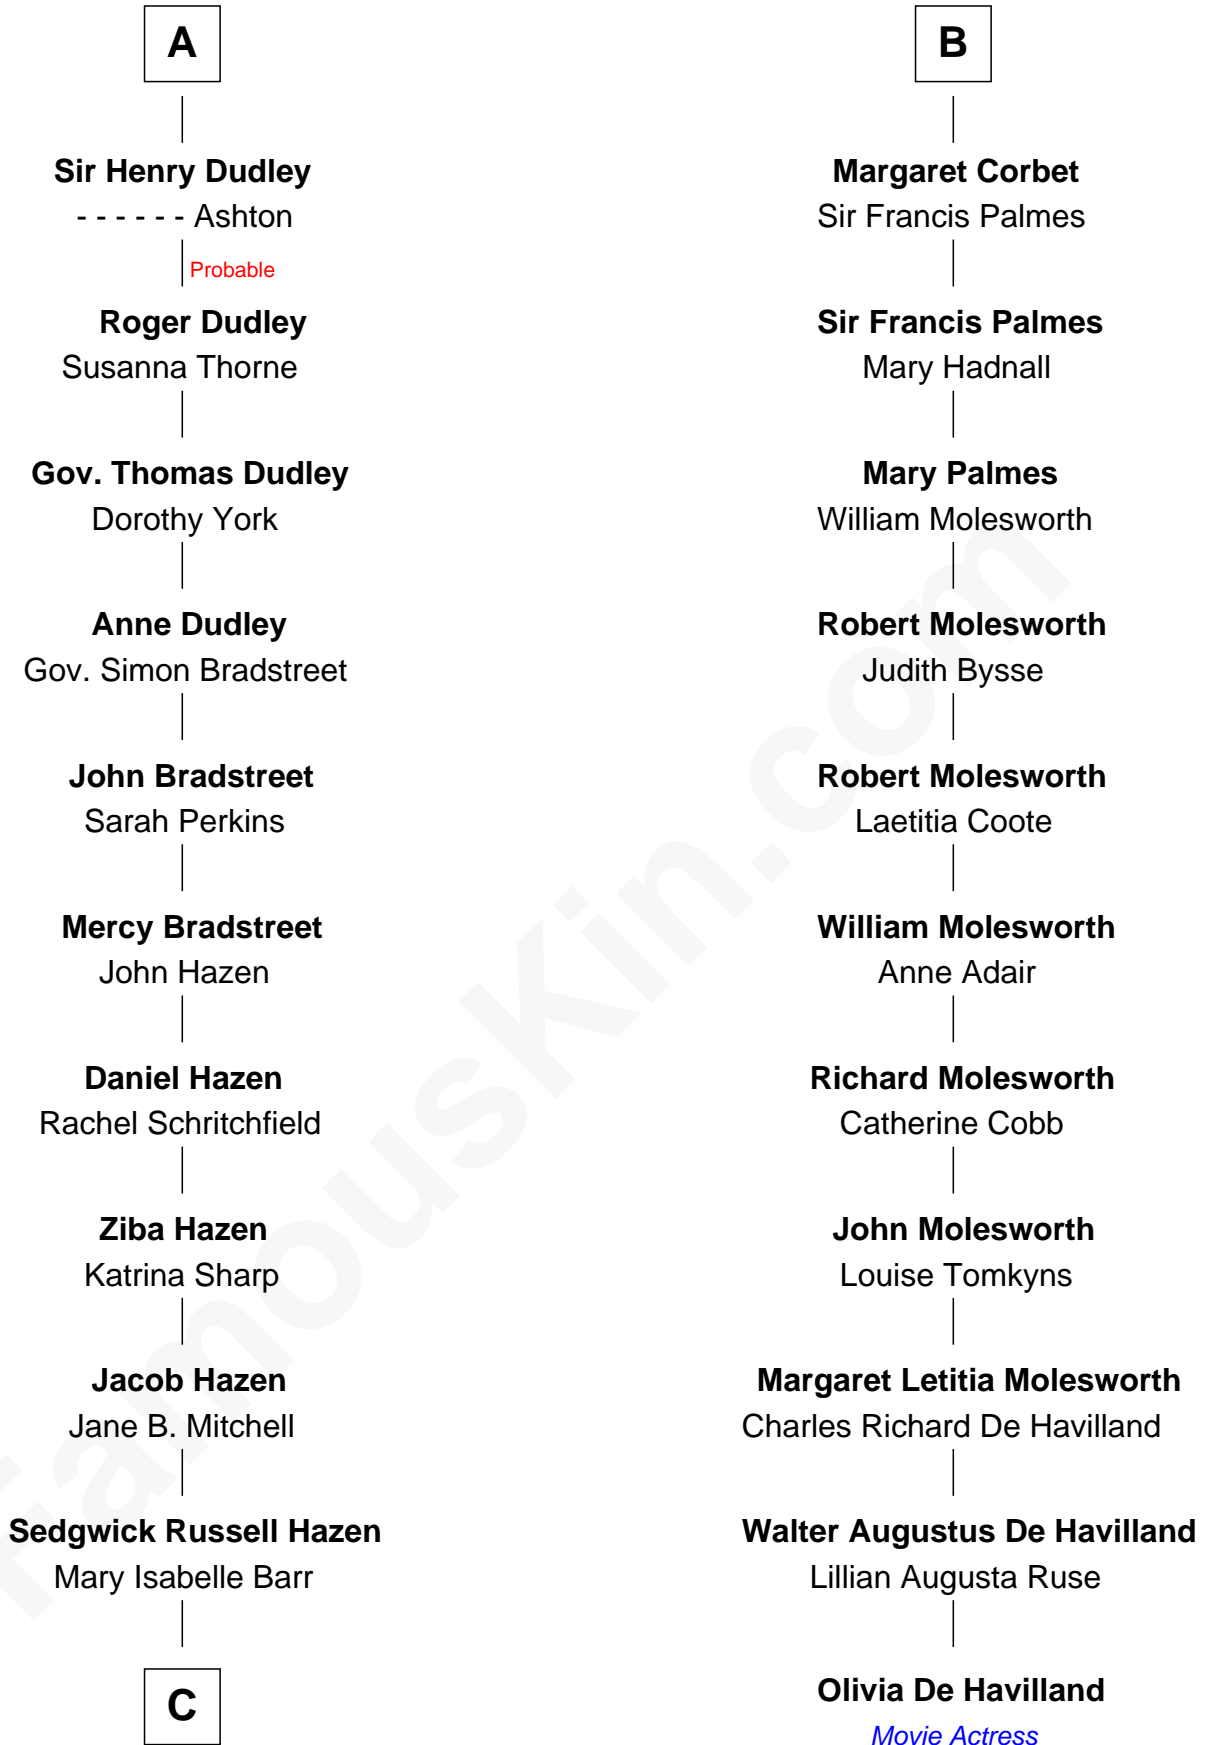 A
Sir Henry Dudley
- - - - - - Ashton
Probable
Roger Dudley
Susanna Thorne
Gov. Thomas Dudley
Dorothy York
Anne Dudley
Gov. Simon Bradstreet
John Bradstreet
Sarah Perkins
Mercy Bradstreet
John Hazen
Daniel Hazen
Rachel Schritchfield
Ziba Hazen
Katrina Sharp
Jacob Hazen
Jane B. Mitchell
Sedgwick Russell Hazen
Mary Isabelle Barr
C
B
Margaret Corbet
Sir Francis Palmes
Sir Francis Palmes
Mary Hadnall
Mary Palmes
William Molesworth
Robert Molesworth
Judith Bysse
Robert Molesworth
Laetitia Coote
William Molesworth
Anne Adair
Richard Molesworth
Catherine Cobb
John Molesworth
Louise Tomkyns
Margaret Letitia Molesworth
Charles Richard De Havilland
Walter Augustus De Havilland
Lillian Augusta Ruse
Olivia De Havilland
Movie Actress
FamousKin.com